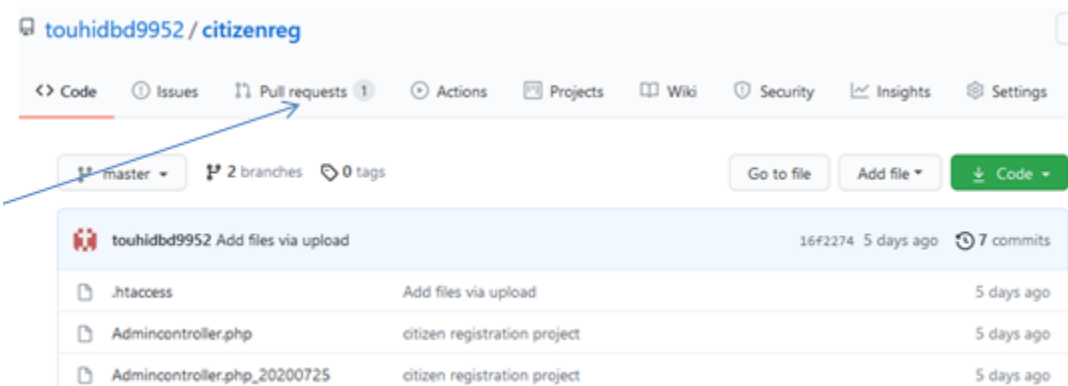 touhidbd9952 / citizenreg
<> Code Issues Pull requests 1 Actions Projects Wiki Security Insights Settings
master 2 branches 0 tags Go to file Add file Code
touhidbd9952 Add files via upload 16f2274 5 days ago 7 commits
.htaccess Add files via upload 5 days ago
Admincontroller.php citizen registration project 5 days ago
Admincontroller.php_20200725 citizen registration project 5 days ago